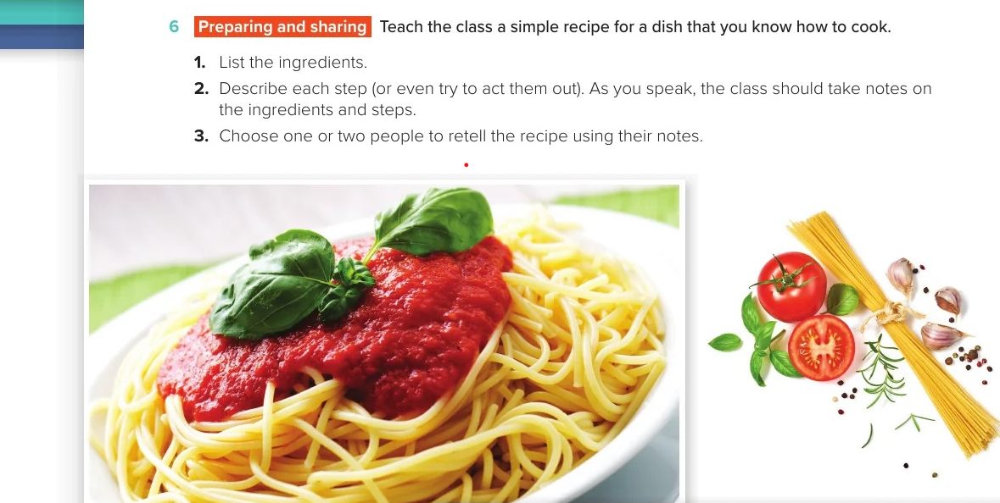 6 Preparing and sharing Teach the class a simple recipe for a dish that you know how to cook.
1. List the ingredients.
2. Describe each step (or even try to act them out). As you speak, the class should take notes on
the ingredients and steps.
3. Choose one or two people to retell the recipe using their notes.